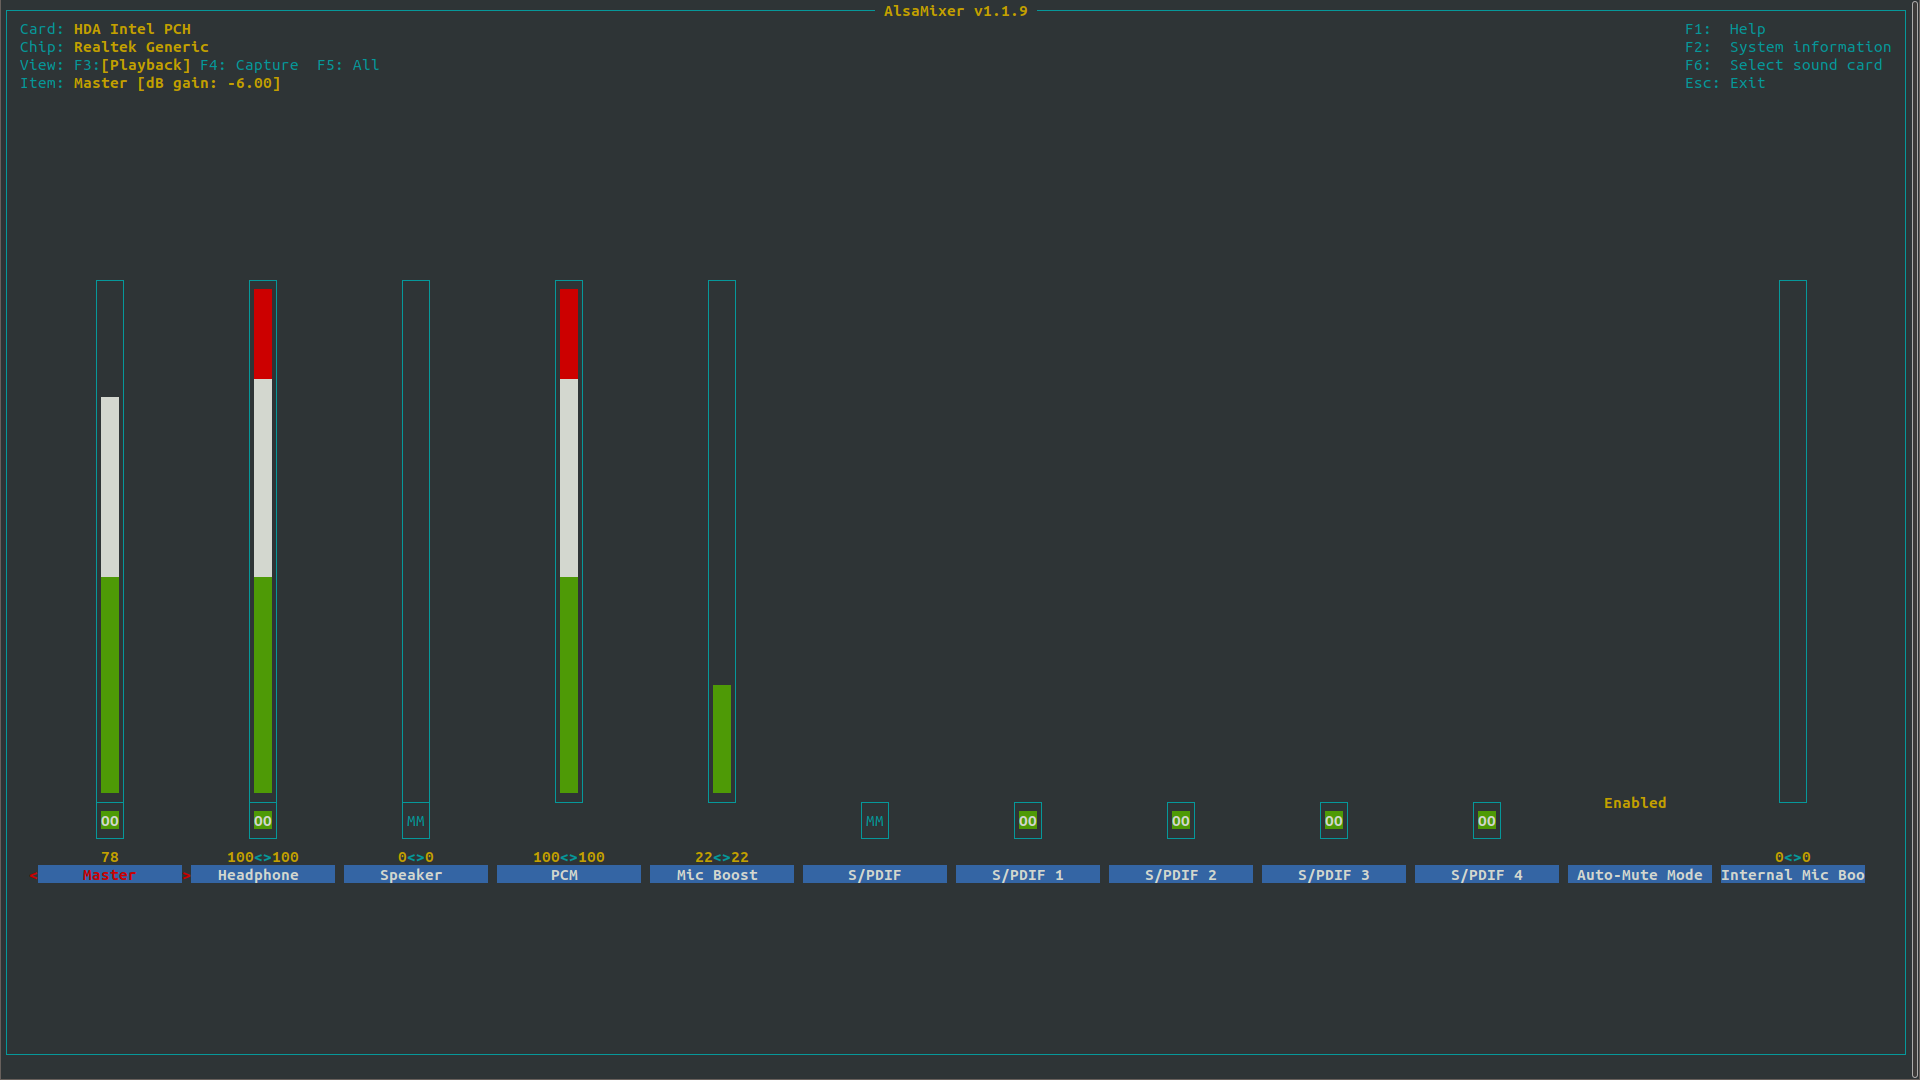 AlsaMixer v1.1.9
Card: HDA Intel PCH F1: Help
Chip: Realtek Generic F2: System information
View: F3:[Playback] F4: Capture F5: All F6: Select sound card
Item: Master [dB gain: -6.00] Esc: Exit
Enabled
OO OO MM MM OO OO OO OO
78 100<>100 0<>0 100<>100 22<>22 0<>0
< Master > Headphone Speaker PCM Mic Boost S/PDIF S/PDIF 1 S/PDIF 2 S/PDIF 3 S/PDIF 4 Auto-Mute Mode Internal Mic Boo